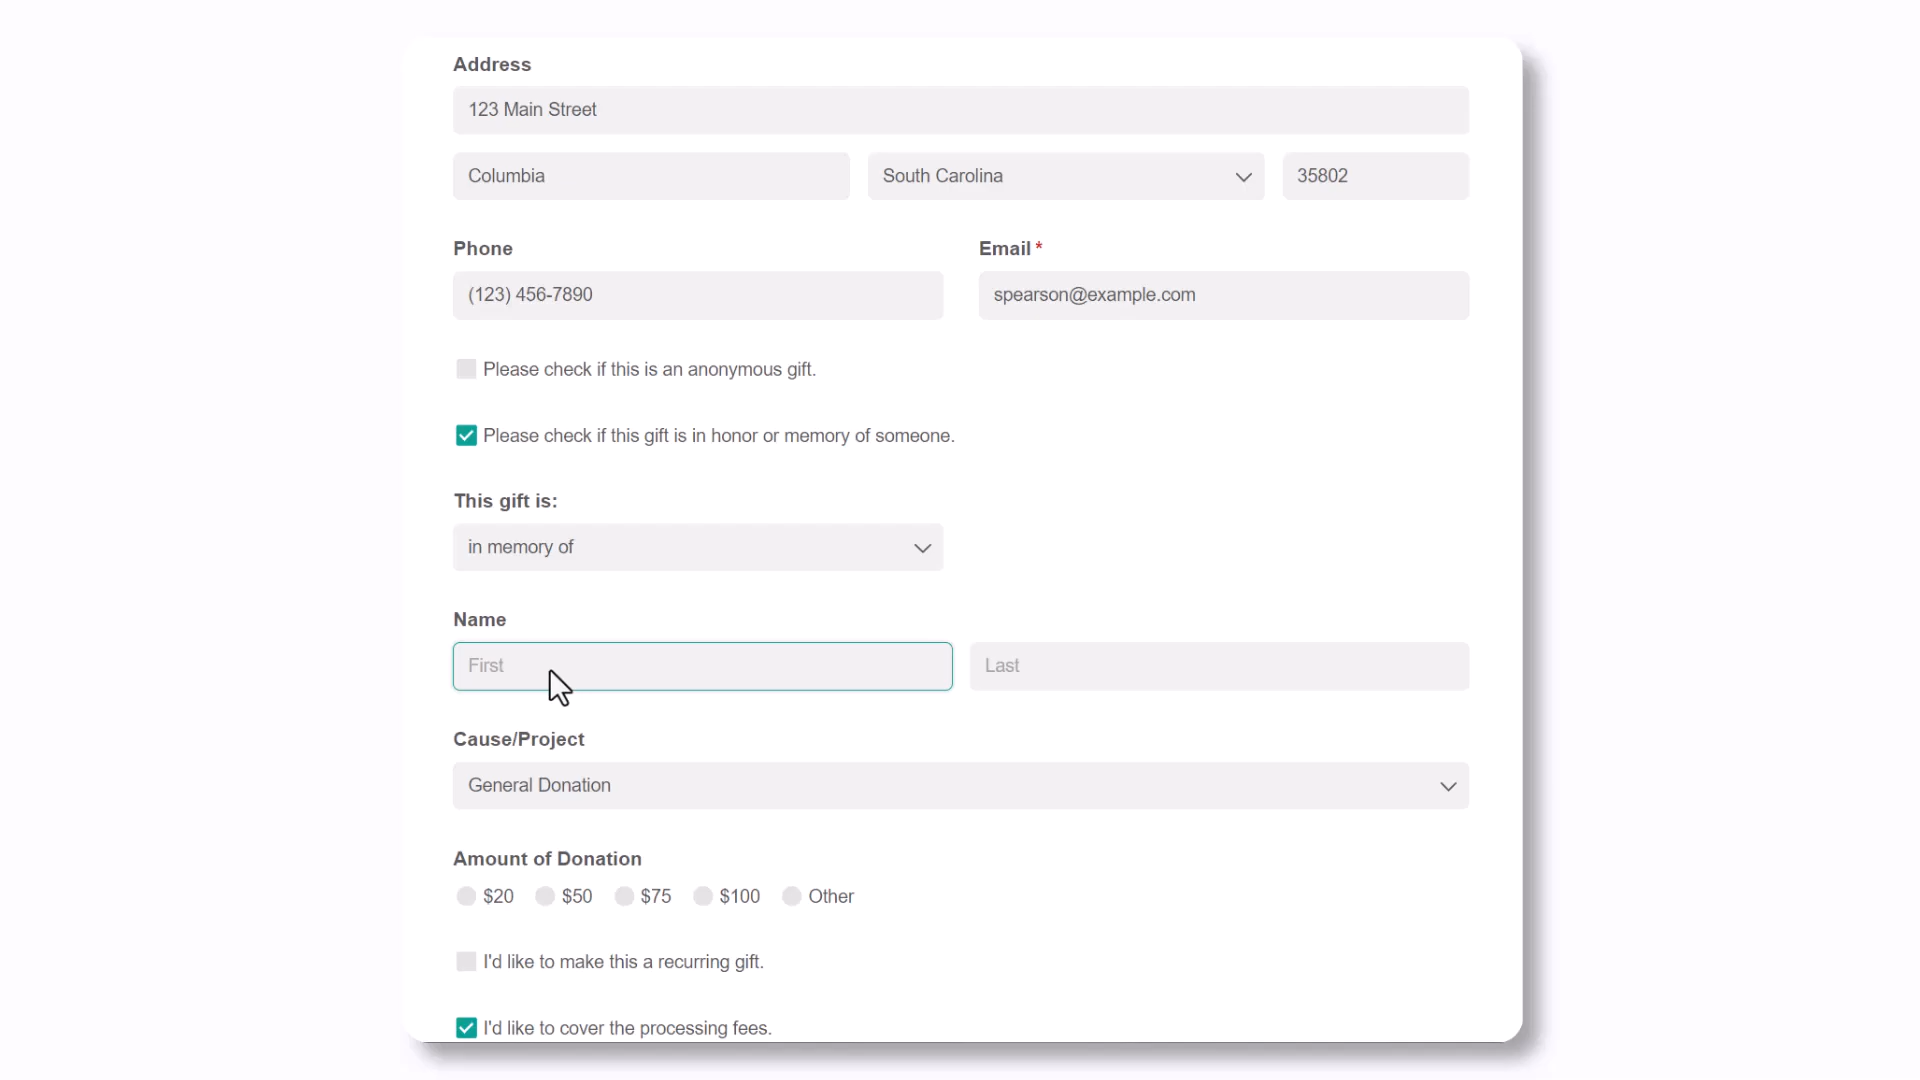 Address
123 Main Street
Columbia
South Carolina
35802
Phone
Email *
(123) 456-7890
spearson@example.com
Please check if this is an anonymous gift.
Please check if this gift is in honor or memory of someone.
This gift is:
in memory of
Name
First
Last
Cause/Project
General Donation
Amount of Donation
$20 $50 $75 $100 Other
I'd like to make this a recurring gift.
I'd like to cover the processing fees.